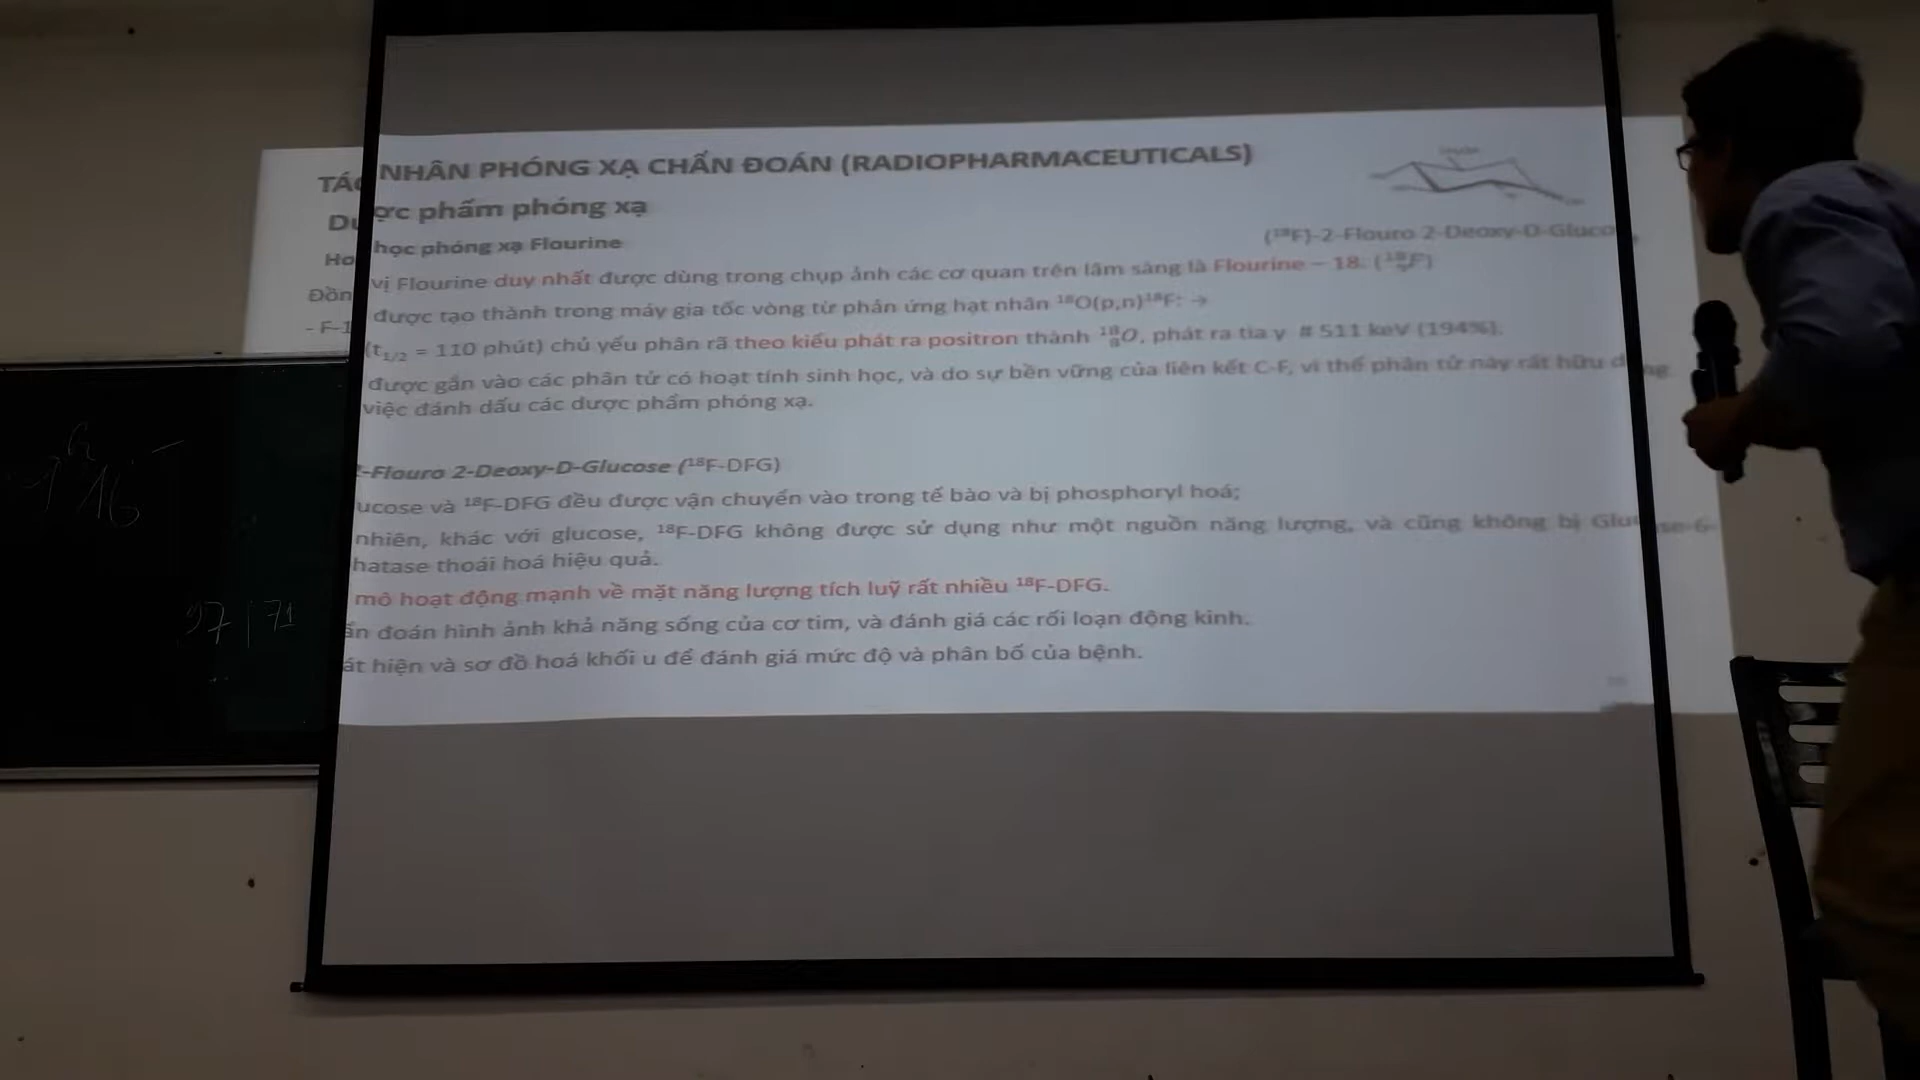 TÁC NHÂN PHÓNG XẠ CHẨN ĐOÁN (RADIOPHARMACEUTICALS)
Dược phẩm phóng xạ
học phóng xạ Flourine
(¹⁸F)-2-Flouro 2-Deoxy-D-Gluco
Đồn vị Flourine duy nhất được dùng trong chụp ảnh các cơ quan trên lâm sàng là Flourine – 18. (¹⁸₉F)
- F-1 được tạo thành trong máy gia tốc vòng từ phản ứng hạt nhân ¹⁸O(p,n)¹⁸F: →
(t₁/₂ = 110 phút) chủ yếu phân rã theo kiểu phát ra positron thành ¹⁸₈O, phát ra tia γ # 511 keV (194%).
được gắn vào các phân tử có hoạt tính sinh học, và do sự bền vững của liên kết C-F, vì thế phân tử này rất hữu dụng
việc đánh dấu các dược phẩm phóng xạ.
-Flouro 2-Deoxy-D-Glucose (¹⁸F-DFG)
ucose và ¹⁸F-DFG đều được vận chuyển vào trong tế bào và bị phosphoryl hoá;
nhiên, khác với glucose, ¹⁸F-DFG không được sử dụng như một nguồn năng lượng, và cũng không bị Glucose-6-
hatase thoái hoá hiệu quả.
mô hoạt động mạnh về mặt năng lượng tích luỹ rất nhiều ¹⁸F-DFG.
ẩn đoán hình ảnh khả năng sống của cơ tim, và đánh giá các rối loạn động kinh.
át hiện và sơ đồ hoá khối u để đánh giá mức độ và phân bố của bệnh.
97 | 71